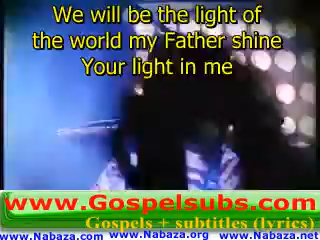 We will be the light of
the world my Father shine
Your light in me
www.Gospelsubs.com
Gospels + subtitles (lyrics)
www.Nabaza.com www.Nabaza.org www.Nabaza.net